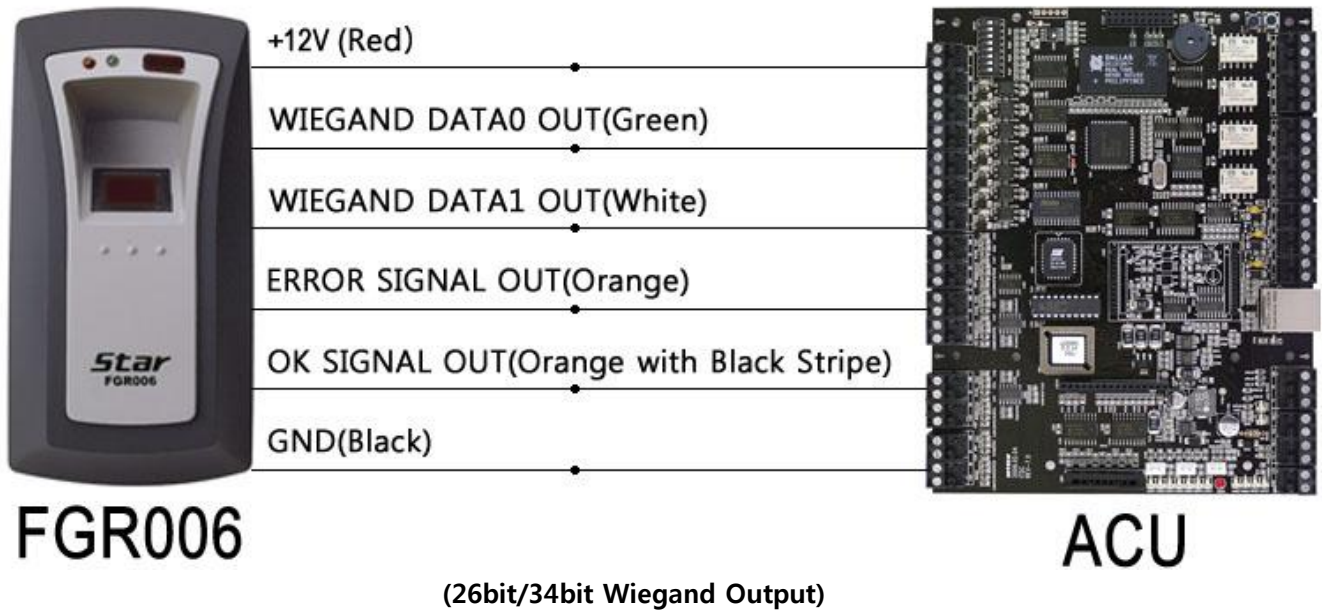 +12V (Red)
WIEGAND DATA0 OUT(Green)
WIEGAND DATA1 OUT(White)
ERROR SIGNAL OUT(Orange)
OK SIGNAL OUT(Orange with Black Stripe)
GND(Black)
Star
FGR006
DALLAS
FGR006
ACU
(26bit/34bit Wiegand Output)